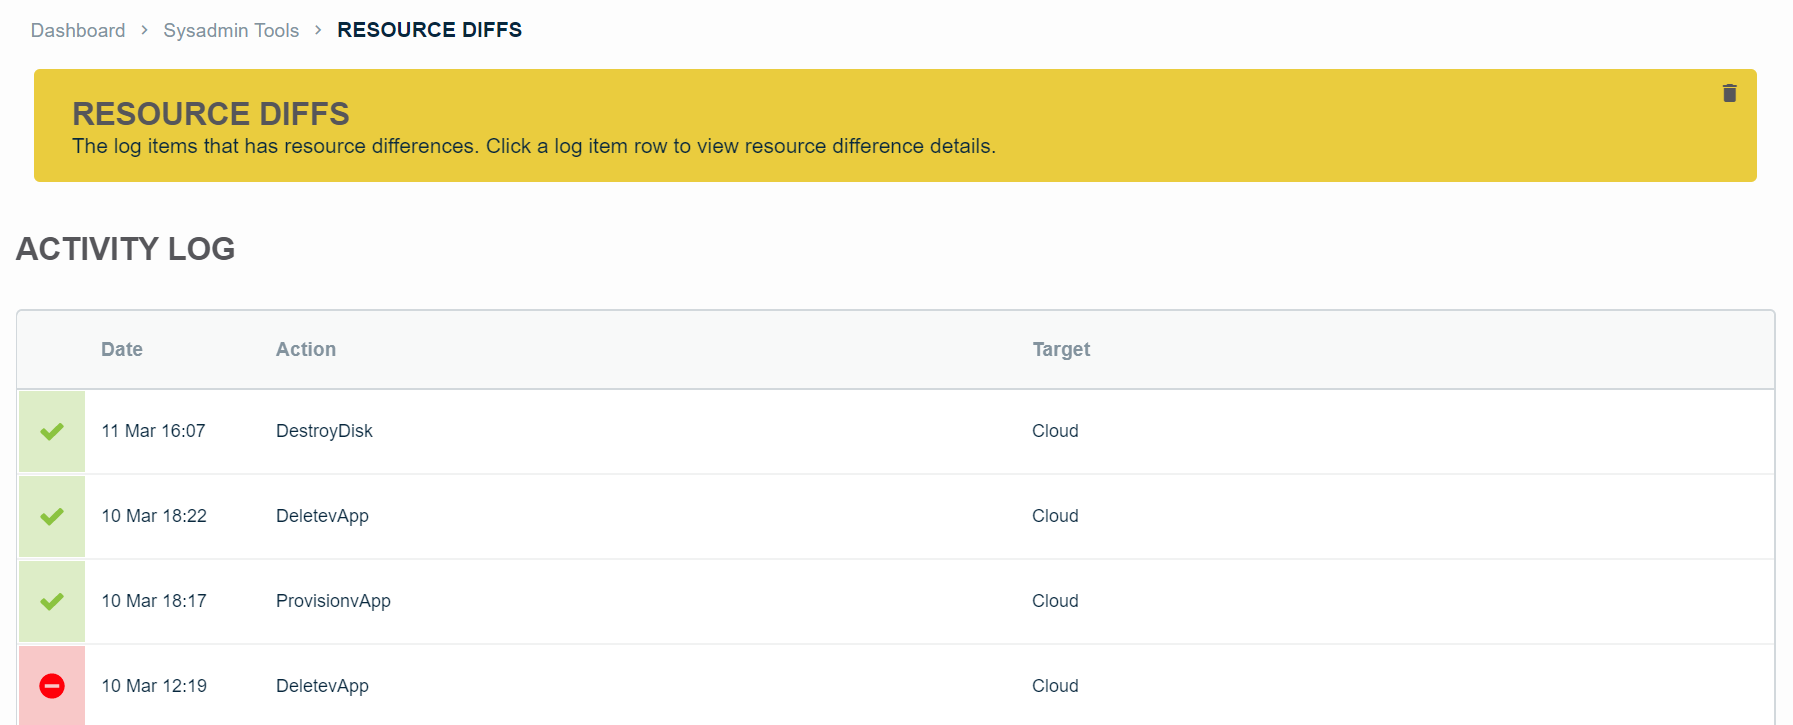 Dashboard > Sysadmin Tools > RESOURCE DIFFS
RESOURCE DIFFS
The log items that has resource differences. Click a log item row to view resource difference details.
ACTIVITY LOG
Date Action Target
11 Mar 16:07 DestroyDisk Cloud
10 Mar 18:22 DeletevApp Cloud
10 Mar 18:17 ProvisionvApp Cloud
10 Mar 12:19 DeletevApp Cloud